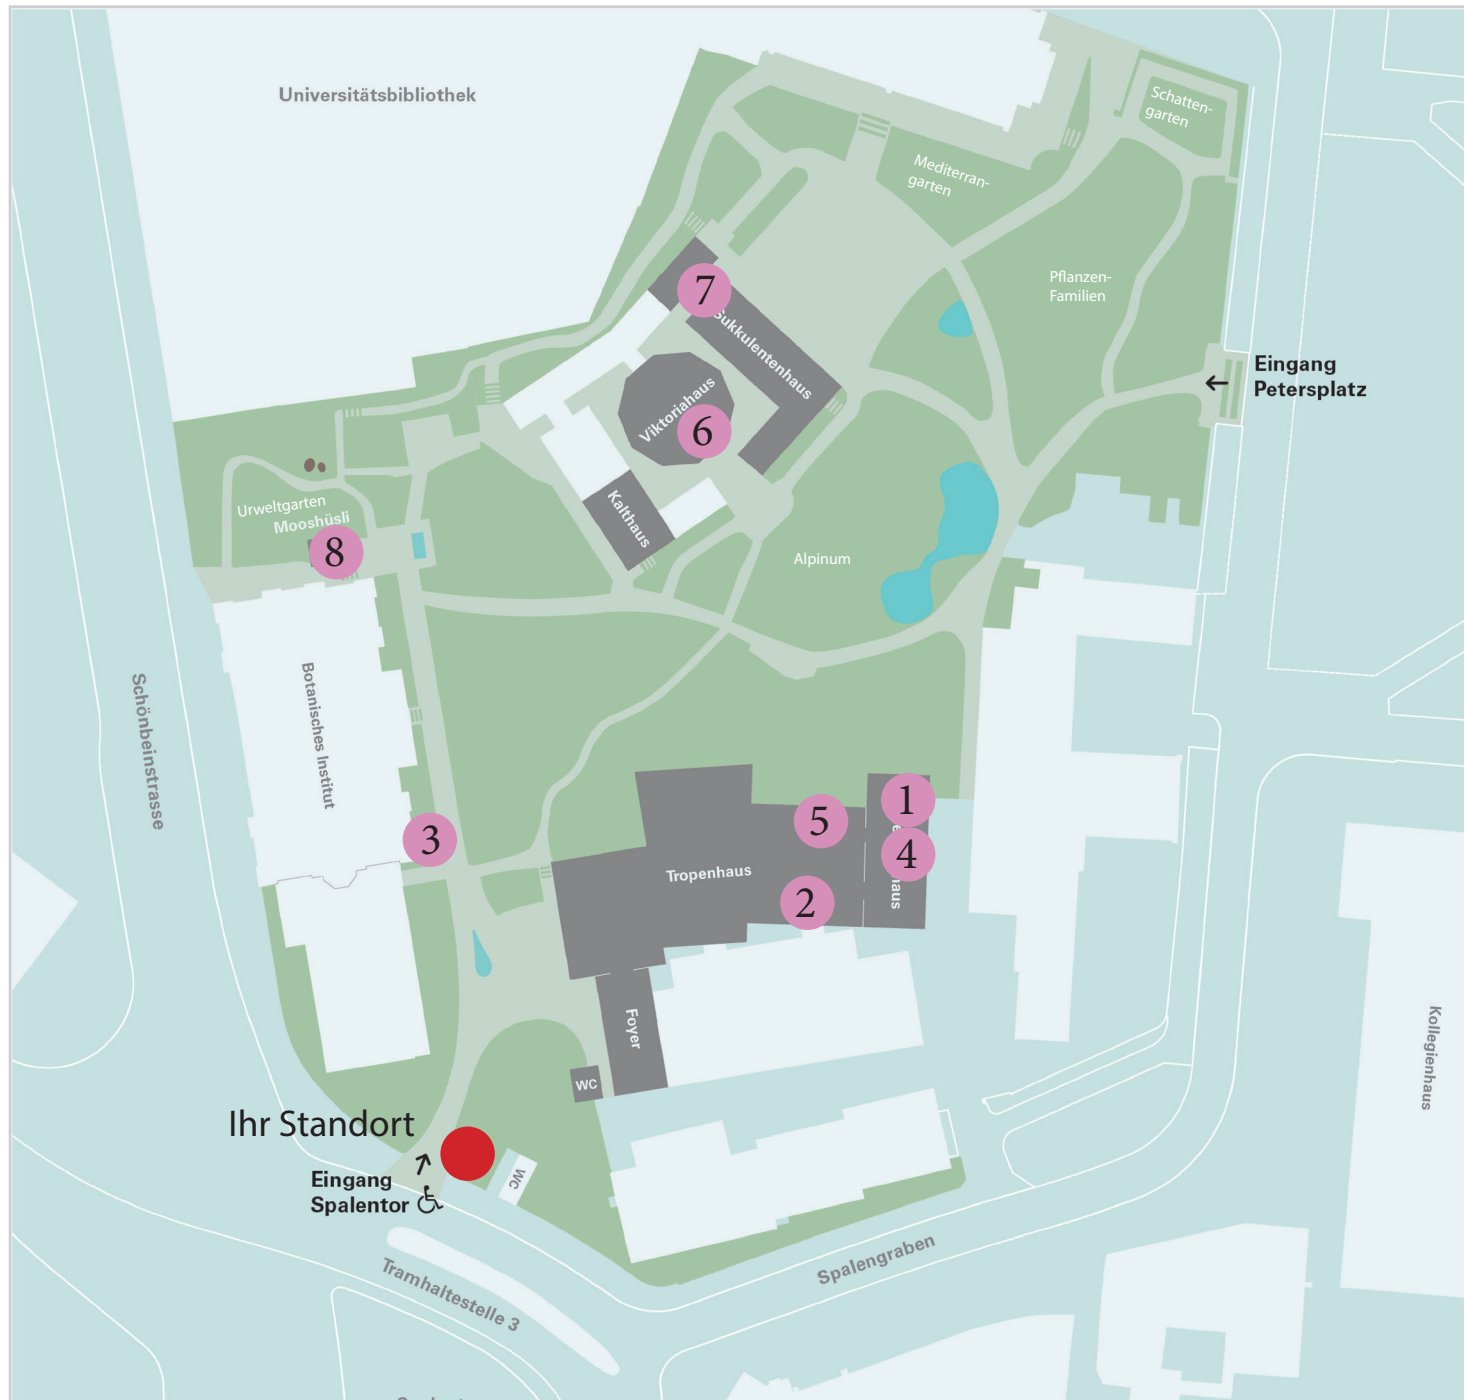 Universitätsbibliothek
Schatten-
garten
Mediterran-
garten
Pflanzen-
Familien
7
Sukkulentenhaus
Eingang
Petersplatz
Viktoriahaus
6
Kalthaus
Urweltgarten
Mooshüsli
8
Alpinum
Botanisches Institut
Schönbeinstrasse
1
5
3
4
Tropenhaus
haus
2
Foyer
Kollegienhaus
WC
Ihr Standort
Eingang
Spalentor
WC
Spalengraben
Tramhaltestelle 3